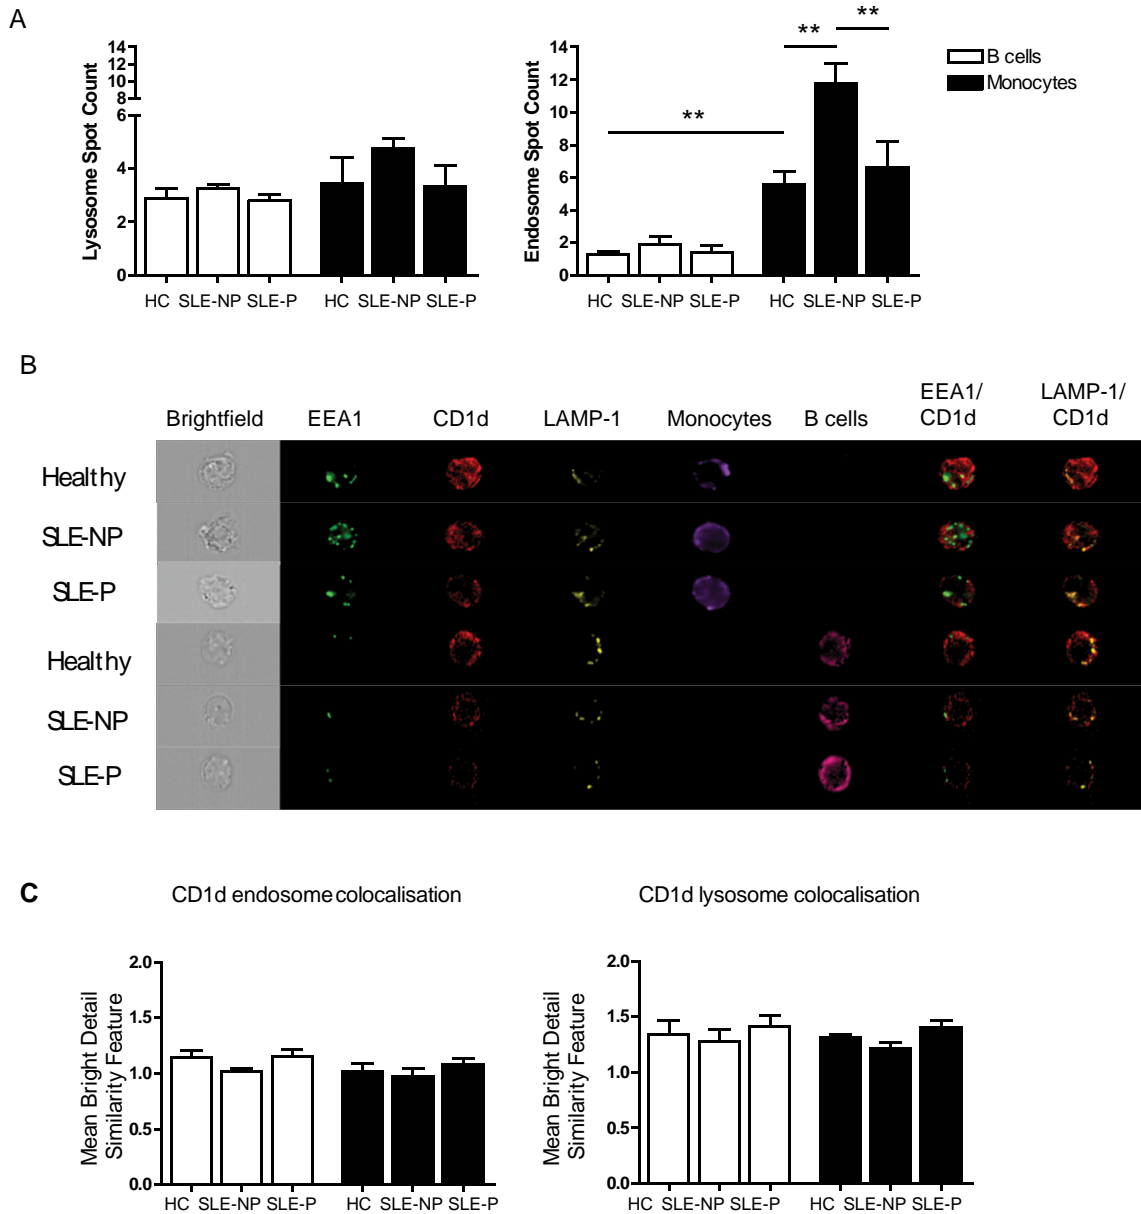 A
Lysosome Spot Count
14
12
10
8
6
4
2
0
HC SLE-NP SLE-P HC SLE-NP SLE-P
Endosome Spot Count
14
12
10
8
6
4
2
0
** ** **
HC SLE-NP SLE-P HC SLE-NP SLE-P
B cells
Monocytes
B
Brightfield EEA1 CD1d LAMP-1 Monocytes B cells EEA1/ CD1d LAMP-1/ CD1d
Healthy
SLE-NP
SLE-P
Healthy
SLE-NP
SLE-P
C
CD1d endosome colocalisation
Mean Bright Detail
Similarity Feature
2.0
1.5
1.0
0.5
0.0
HC SLE-NP SLE-P HC SLE-NP SLE-P
CD1d lysosome colocalisation
Mean Bright Detail
Similarity Feature
2.0
1.5
1.0
0.5
0.0
HC SLE-NP SLE-P HC SLE-NP SLE-P